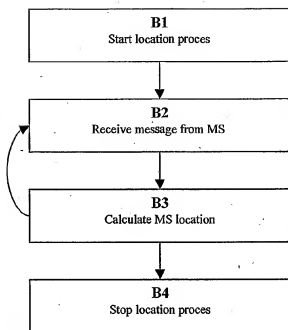 B1
Start location proces
B2
Receive message from MS
B3
Calculate MS location
B4
Stop location proces